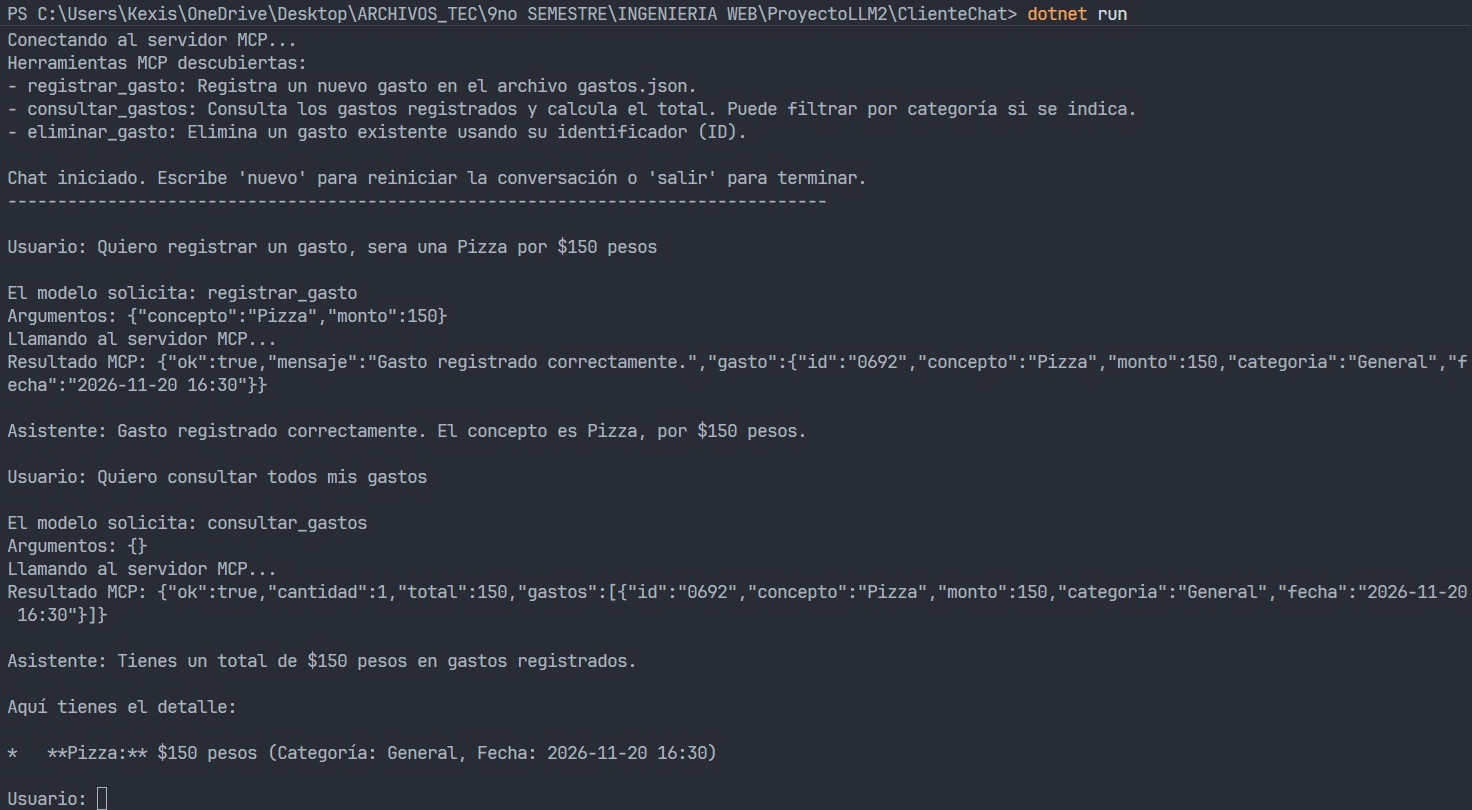 PS C:\Users\Kexis\OneDrive\Desktop\ARCHIVOS_TEC\9no SEMESTRE\INGENIERIA WEB\ProyectoLLM2\ClienteChat> dotnet run
Conectando al servidor MCP...
Herramientas MCP descubiertas:
- registrar_gasto: Registra un nuevo gasto en el archivo gastos.json.
- consultar_gastos: Consulta los gastos registrados y calcula el total. Puede filtrar por categoría si se indica.
- eliminar_gasto: Elimina un gasto existente usando su identificador (ID).
Chat iniciado. Escribe 'nuevo' para reiniciar la conversación o 'salir' para terminar.
----------------------------------------------------------------------------------
Usuario: Quiero registrar un gasto, sera una Pizza por $150 pesos
El modelo solicita: registrar_gasto
Argumentos: {"concepto":"Pizza","monto":150}
Llamando al servidor MCP...
Resultado MCP: {"ok":true,"mensaje":"Gasto registrado correctamente.","gasto":{"id":"0692","concepto":"Pizza","monto":150,"categoria":"General","f
echa":"2026-11-20 16:30"}}
Asistente: Gasto registrado correctamente. El concepto es Pizza, por $150 pesos.
Usuario: Quiero consultar todos mis gastos
El modelo solicita: consultar_gastos
Argumentos: {}
Llamando al servidor MCP...
Resultado MCP: {"ok":true,"cantidad":1,"total":150,"gastos":[{"id":"0692","concepto":"Pizza","monto":150,"categoria":"General","fecha":"2026-11-20
 16:30"}]}
Asistente: Tienes un total de $150 pesos en gastos registrados.
Aquí tienes el detalle:
*   **Pizza:** $150 pesos (Categoría: General, Fecha: 2026-11-20 16:30)
Usuario: